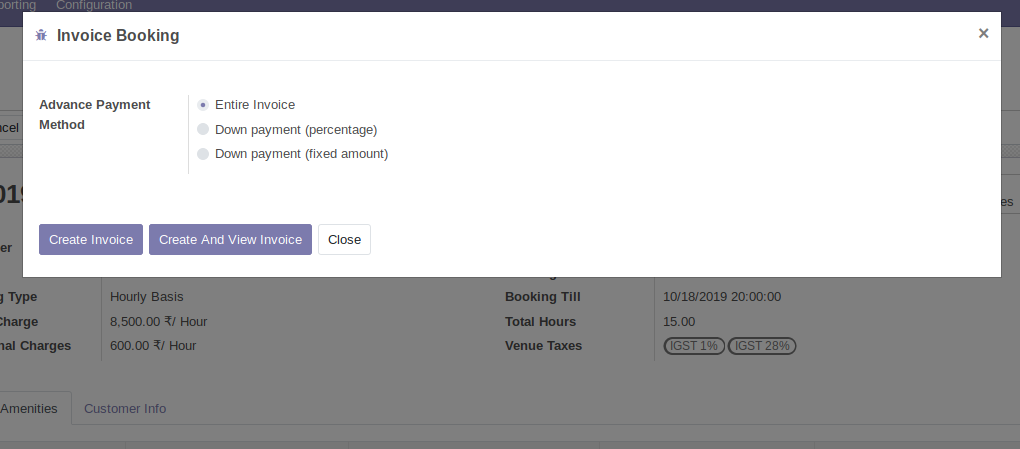 porting Configuration
Invoice Booking ×
Advance Payment
Method
Entire Invoice
Down payment (percentage)
Down payment (fixed amount)
ncel
019
es
Create Invoice Create And View Invoice Close
er
g Type Hourly Basis Booking Till 10/18/2019 20:00:00
Charge 8,500.00 ₹/ Hour Total Hours 15.00
nal Charges 600.00 ₹/ Hour Venue Taxes IGST 1% IGST 28%
Amenities Customer Info